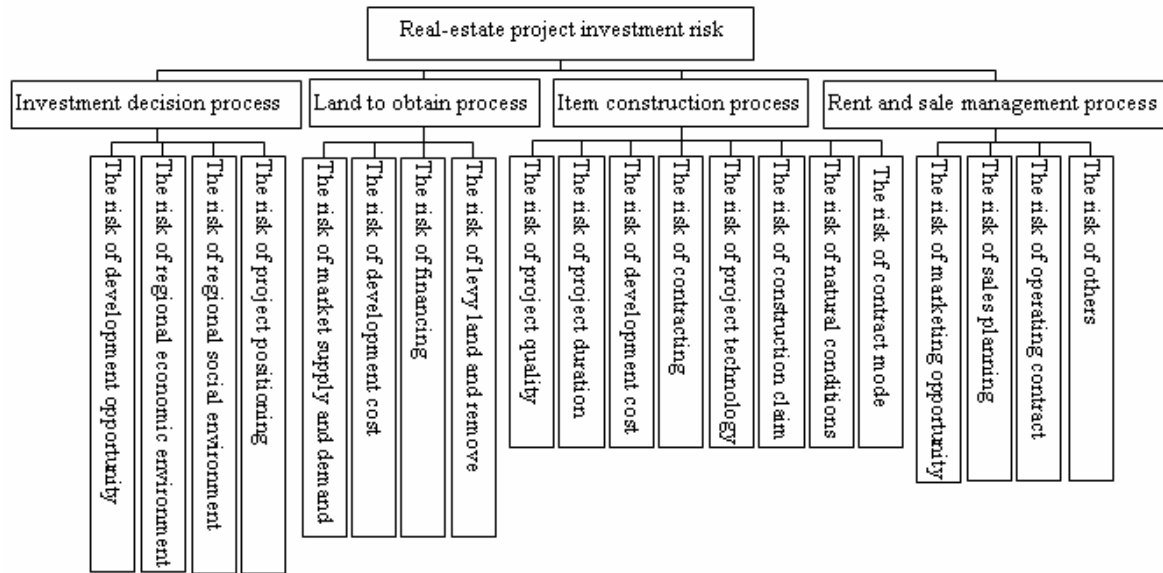 Real-estate project investment risk
Investment decision process
Land to obtain process
Item construction process
Rent and sale management process
The risk of development opportunity
The risk of regional economic environment
The risk of regional social environment
The risk of project positioning
The risk of market supply and demand
The risk of development cost
The risk of financing
The risk of levy land and remove
The risk of project quality
The risk of project duration
The risk of development cost
The risk of contracting
The risk of project technology
The risk of construction claim
The risk of natural conditions
The risk of contract mode
The risk of marketing opportunity
The risk of sales planning
The risk of operating contract
The risk of others